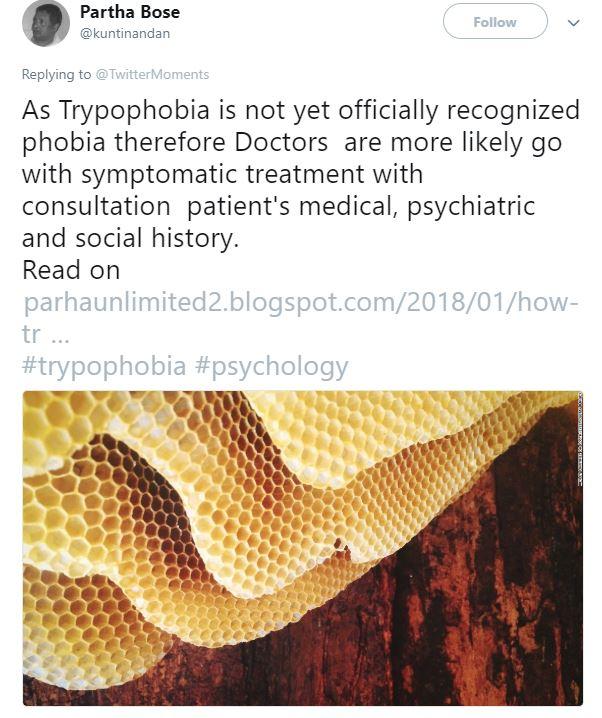 Partha Bose
@kuntinandan
Follow
Replying to @TwitterMoments
As Trypophobia is not yet officially recognized
phobia therefore Doctors are more likely go
with symptomatic treatment with
consultation patient's medical, psychiatric
and social history.
Read on
parhaunlimited2.blogspot.com/2018/01/how-
tr ...
#trypophobia #psychology